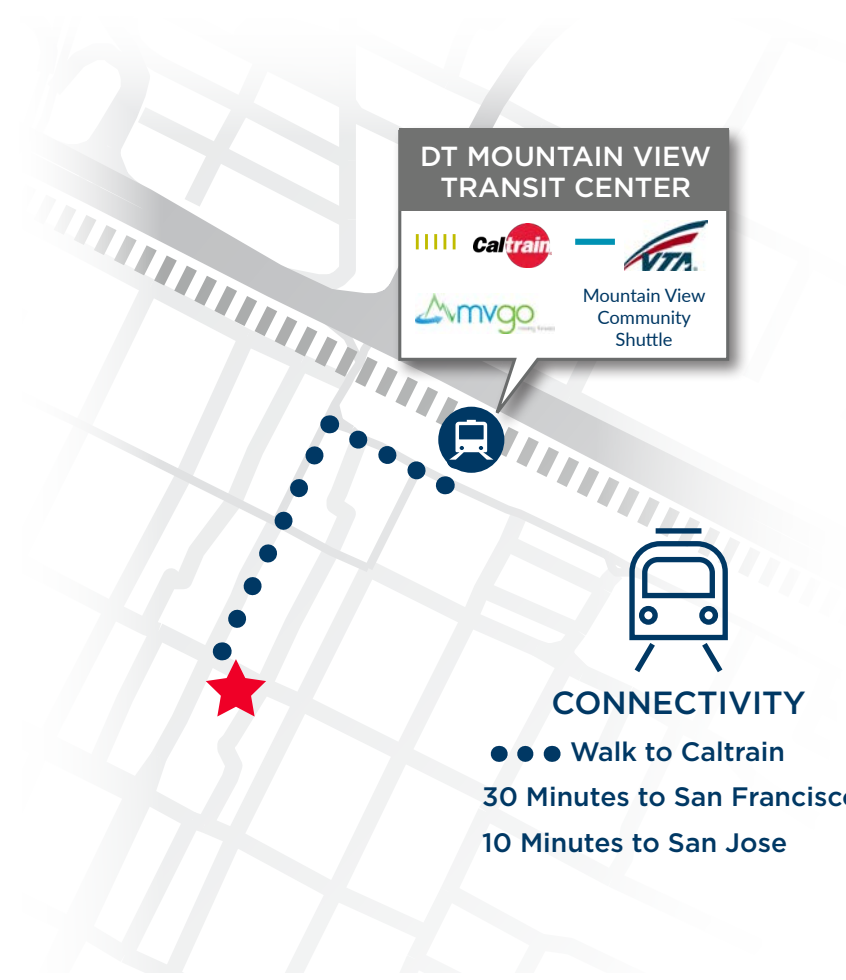 DT MOUNTAIN VIEW
TRANSIT CENTER
Caltrain
VTA
mvgo
Mountain View
Community
Shuttle
CONNECTIVITY
Walk to Caltrain
30 Minutes to San Francisco
10 Minutes to San Jose